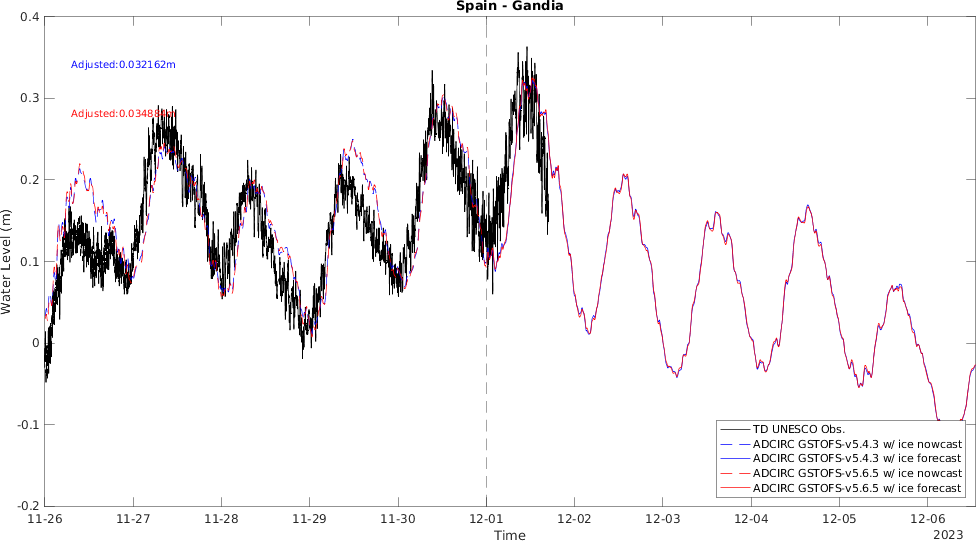 Spain - Gandia
0.4
0.3
0.2
0.1
0
-0.1
-0.2
Water Level (m)
Adjusted:0.032162m
Adjusted:0.034884m
TD UNESCO Obs.
ADCIRC GSTOFS-v5.4.3 w/ ice nowcast
ADCIRC GSTOFS-v5.4.3 w/ ice forecast
ADCIRC GSTOFS-v5.6.5 w/ ice nowcast
ADCIRC GSTOFS-v5.6.5 w/ ice forecast
11-26 11-27 11-28 11-29 11-30 12-01 12-02 12-03 12-04 12-05 12-06
Time
2023